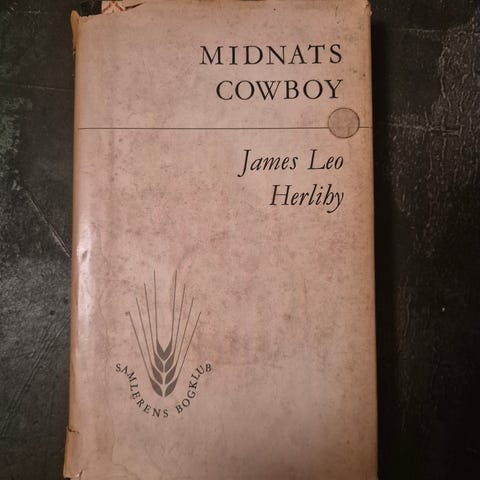 MIDNATS
COWBOY
James Leo
Herlihy
SAMLERENS BOGKLUB